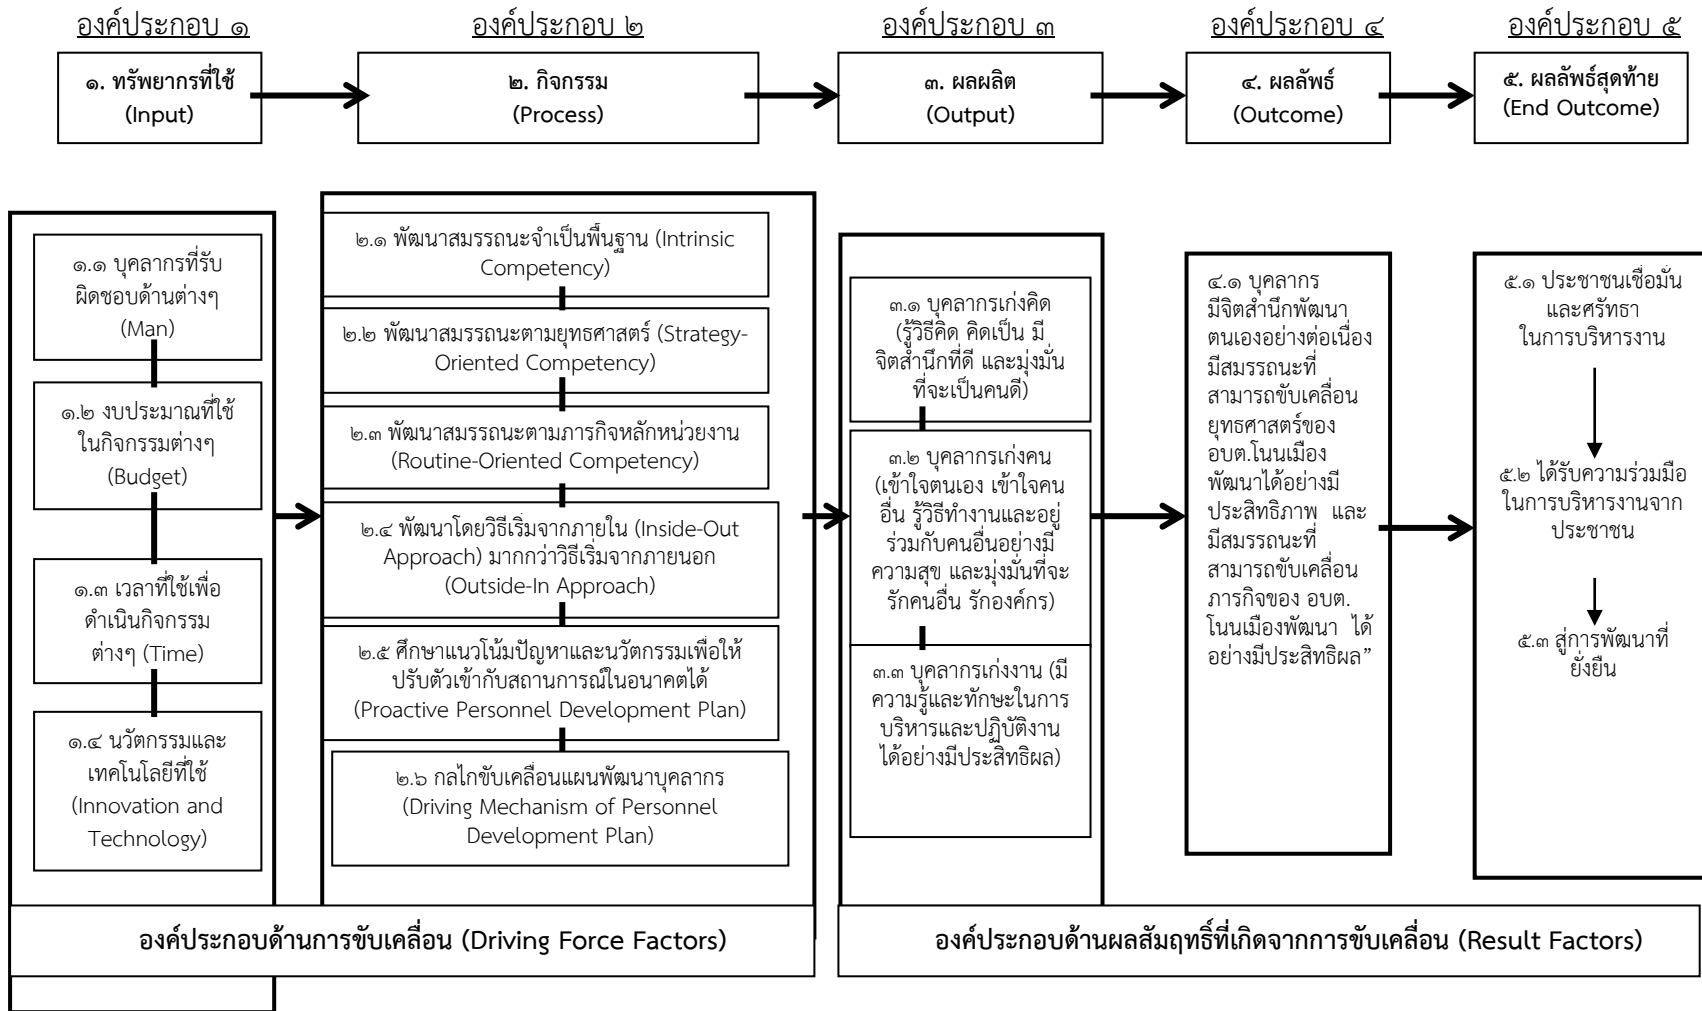 องค์ประกอบ ๑
องค์ประกอบ ๒
องค์ประกอบ ๓
องค์ประกอบ ๔
องค์ประกอบ ๕
๑. ทรัพยากรที่ใช้
(Input)
๒. กิจกรรม
(Process)
๓. ผลผลิต
(Output)
๔. ผลลัพธ์
(Outcome)
๕. ผลลัพธ์สุดท้าย
(End Outcome)
๑.๑ บุคลากรที่รับ
ผิดชอบด้านต่างๆ
(Man)
๑.๒ งบประมาณที่ใช้
ในกิจกรรมต่างๆ
(Budget)
๑.๓ เวลาที่ใช้เพื่อ
ดำเนินกิจกรรม
ต่างๆ (Time)
๑.๔ นวัตกรรมและ
เทคโนโลยีที่ใช้
(Innovation and
Technology)
๒.๑ พัฒนาสมรรถนะจำเป็นพื้นฐาน (Intrinsic
Competency)
๒.๒ พัฒนาสมรรถนะตามยุทธศาสตร์ (Strategy-
Oriented Competency)
๒.๓ พัฒนาสมรรถนะตามภารกิจหลักหน่วยงาน
(Routine-Oriented Competency)
๒.๔ พัฒนาโดยวิธีเริ่มจากภายใน (Inside-Out
Approach) มากกว่าวิธีเริ่มจากภายนอก
(Outside-In Approach)
๒.๕ ศึกษาแนวโน้มปัญหาและนวัตกรรมเพื่อให้
ปรับตัวเข้ากับสถานการณ์ในอนาคตได้
(Proactive Personnel Development Plan)
๒.๖ กลไกขับเคลื่อนแผนพัฒนาบุคลากร
(Driving Mechanism of Personnel
Development Plan)
๓.๑ บุคลากรเก่งคิด
(รู้วิธีคิด คิดเป็น มี
จิตสำนึกที่ดี และมุ่งมั่น
ที่จะเป็นคนดี)
๓.๒ บุคลากรเก่งคน
(เข้าใจตนเอง เข้าใจคน
อื่น รู้วิธีทำงานและอยู่
ร่วมกับคนอื่นอย่างมี
ความสุข และมุ่งมั่นที่จะ
รักคนอื่น รักองค์กร)
๓.๓ บุคลากรเก่งงาน (มี
ความรู้และทักษะในการ
บริหารและปฏิบัติงาน
ได้อย่างมีประสิทธิผล)
๔.๑ บุคลากร
มีจิตสำนึกพัฒนา
ตนเองอย่างต่อเนื่อง
มีสมรรถนะที่
สามารถขับเคลื่อน
ยุทธศาสตร์ของ
อบต.โนนเมือง
พัฒนาได้อย่างมี
ประสิทธิภาพ และ
มีสมรรถนะที่
สามารถขับเคลื่อน
ภารกิจของ อบต.
โนนเมืองพัฒนา ได้
อย่างมีประสิทธิผล”
๕.๑ ประชาชนเชื่อมั่น
และศรัทธา
ในการบริหารงาน
๕.๒ ได้รับความร่วมมือ
ในการบริหารงานจาก
ประชาชน
๕.๓ สู่การพัฒนาที่
ยั่งยืน
องค์ประกอบด้านการขับเคลื่อน (Driving Force Factors)
องค์ประกอบด้านผลสัมฤทธิ์ที่เกิดจากการขับเคลื่อน (Result Factors)